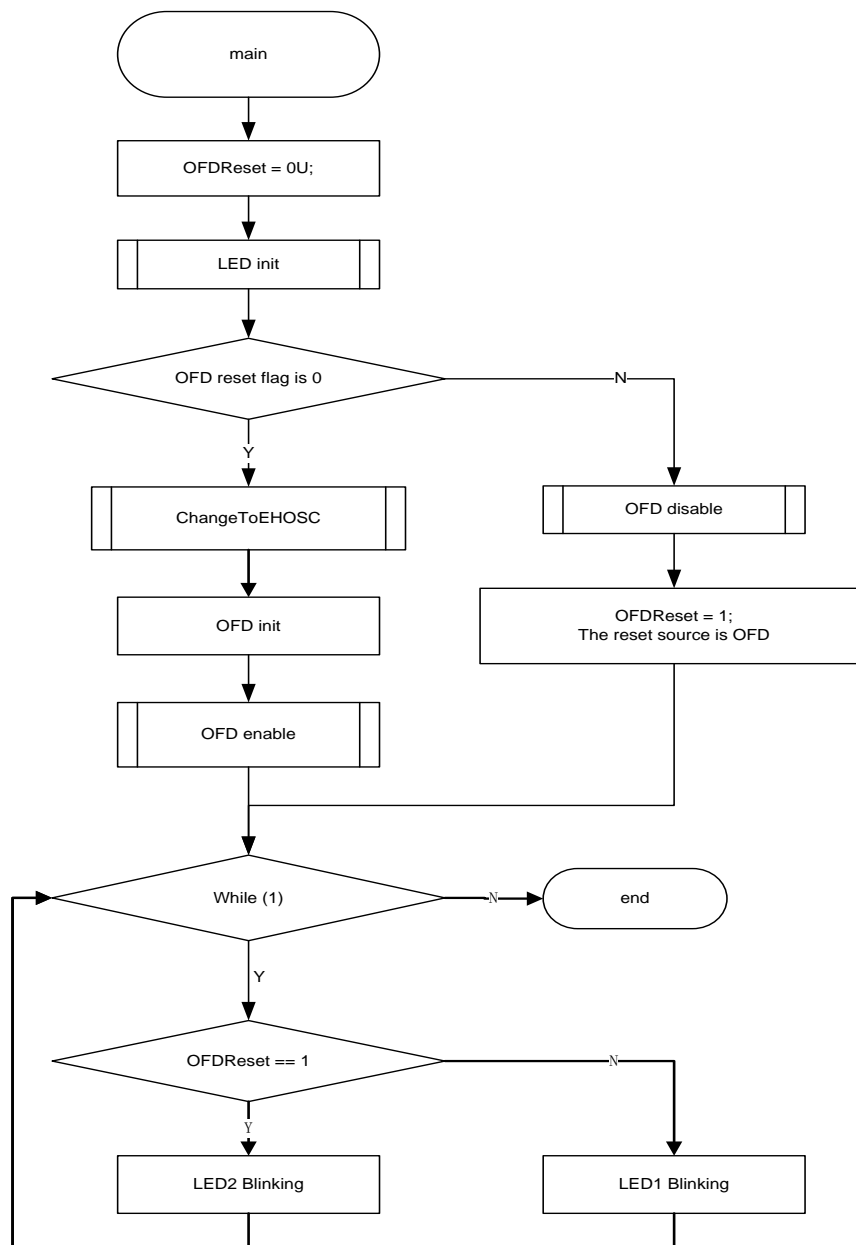 main
OFDReset = 0U;
LED init
OFD reset flag is 0
N
Y
ChangeToEHOSC
OFD disable
OFD init
OFDReset = 1;
The reset source is OFD
OFD enable
While (1)
N
end
Y
OFDReset == 1
N
Y
LED2 Blinking
LED1 Blinking